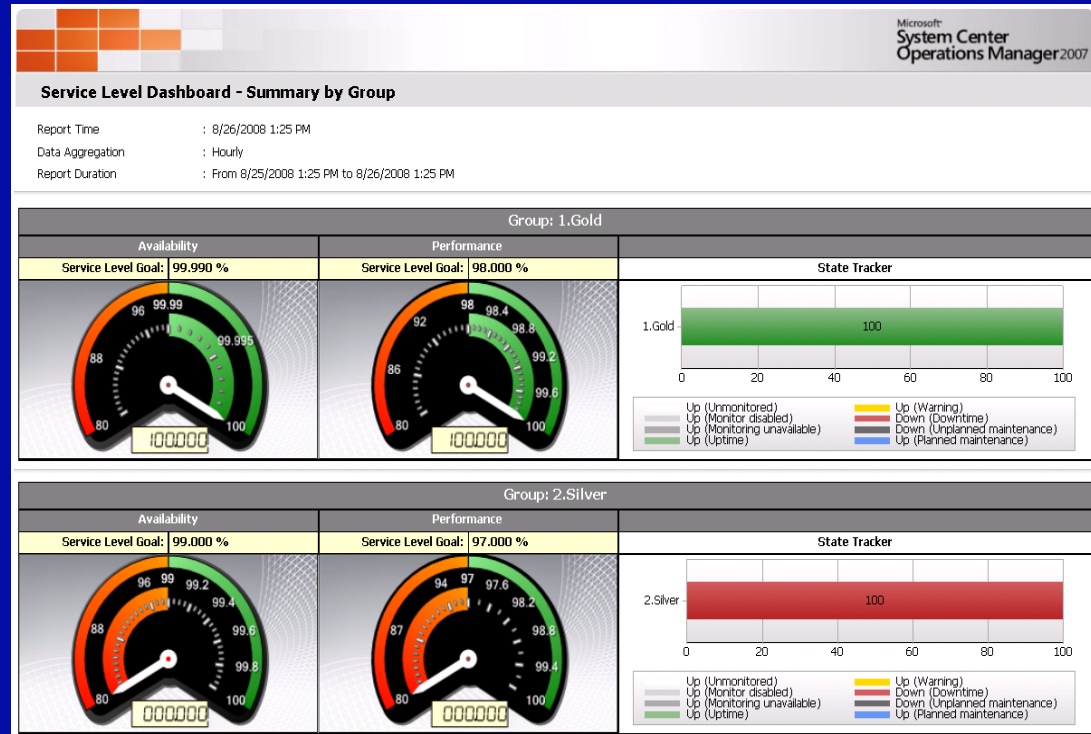 Microsoft
System Center
Operations Manager 2007
Service Level Dashboard - Summary by Group
Report Time : 8/26/2008 1:25 PM
Data Aggregation : Hourly
Report Duration : From 8/25/2008 1:25 PM to 8/26/2008 1:25 PM
Group: 1.Gold
Availability Performance
Service Level Goal: 99.990 % Service Level Goal: 98.000 % State Tracker
80 88 96 99.99 99.995 100
100.000
80 86 92 98 98.4 98.8 99.2 99.6 100
100.000
1.Gold 100
0 20 40 60 80 100
Up (Unmonitored) Up (Warning)
Up (Monitor disabled) Down (Downtime)
Up (Monitoring unavailable) Down (Unplanned maintenance)
Up (Uptime) Up (Planned maintenance)
Group: 2.Silver
Availability Performance
Service Level Goal: 99.000 % Service Level Goal: 97.000 % State Tracker
80 88 96 99 99.2 99.4 99.6 99.8 100
000.000
80 87 94 97 97.6 98.2 98.8 99.4 100
000.000
2.Silver 100
0 20 40 60 80 100
Up (Unmonitored) Up (Warning)
Up (Monitor disabled) Down (Downtime)
Up (Monitoring unavailable) Down (Unplanned maintenance)
Up (Uptime) Up (Planned maintenance)